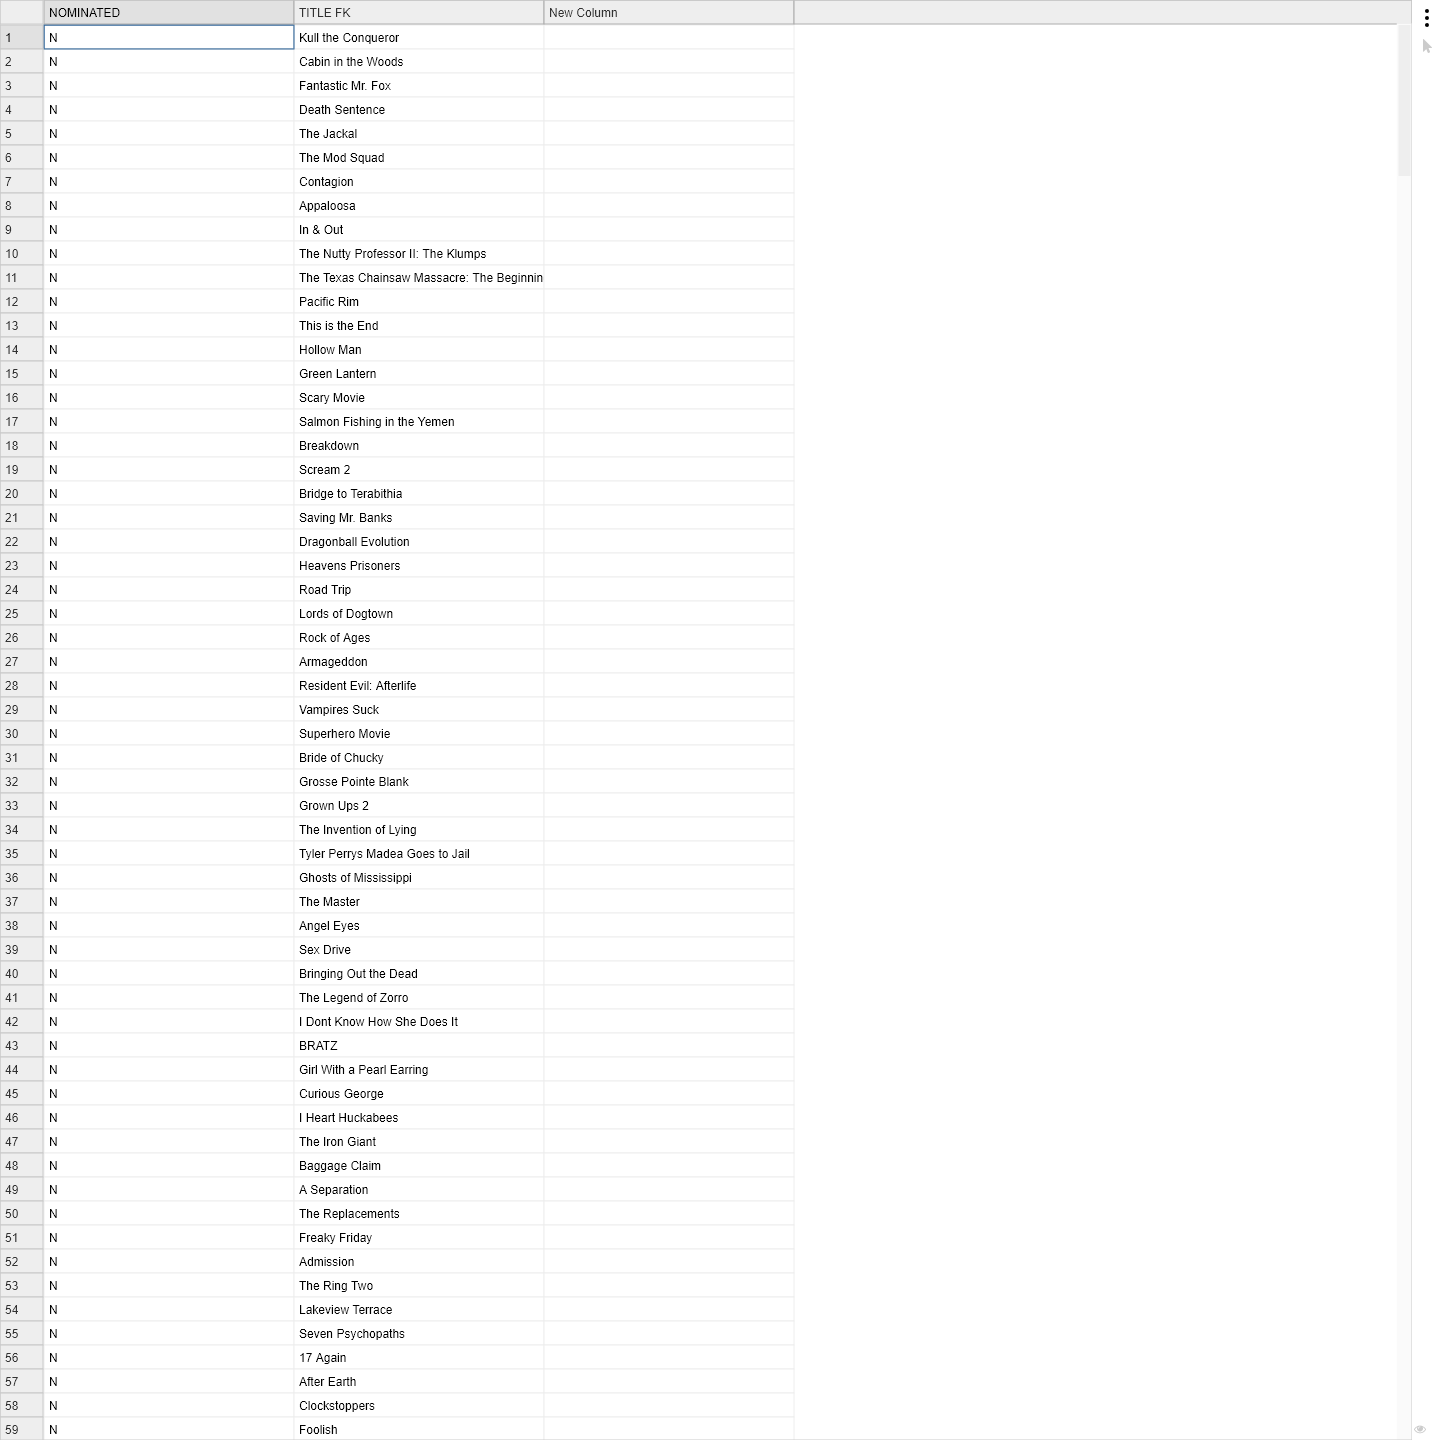 NOMINATED TITLE FK New Column
1 N Kull the Conqueror
2 N Cabin in the Woods
3 N Fantastic Mr. Fox
4 N Death Sentence
5 N The Jackal
6 N The Mod Squad
7 N Contagion
8 N Appaloosa
9 N In & Out
10 N The Nutty Professor II: The Klumps
11 N The Texas Chainsaw Massacre: The Beginnin
12 N Pacific Rim
13 N This is the End
14 N Hollow Man
15 N Green Lantern
16 N Scary Movie
17 N Salmon Fishing in the Yemen
18 N Breakdown
19 N Scream 2
20 N Bridge to Terabithia
21 N Saving Mr. Banks
22 N Dragonball Evolution
23 N Heavens Prisoners
24 N Road Trip
25 N Lords of Dogtown
26 N Rock of Ages
27 N Armageddon
28 N Resident Evil: Afterlife
29 N Vampires Suck
30 N Superhero Movie
31 N Bride of Chucky
32 N Grosse Pointe Blank
33 N Grown Ups 2
34 N The Invention of Lying
35 N Tyler Perrys Madea Goes to Jail
36 N Ghosts of Mississippi
37 N The Master
38 N Angel Eyes
39 N Sex Drive
40 N Bringing Out the Dead
41 N The Legend of Zorro
42 N I Dont Know How She Does It
43 N BRATZ
44 N Girl With a Pearl Earring
45 N Curious George
46 N I Heart Huckabees
47 N The Iron Giant
48 N Baggage Claim
49 N A Separation
50 N The Replacements
51 N Freaky Friday
52 N Admission
53 N The Ring Two
54 N Lakeview Terrace
55 N Seven Psychopaths
56 N 17 Again
57 N After Earth
58 N Clockstoppers
59 N Foolish